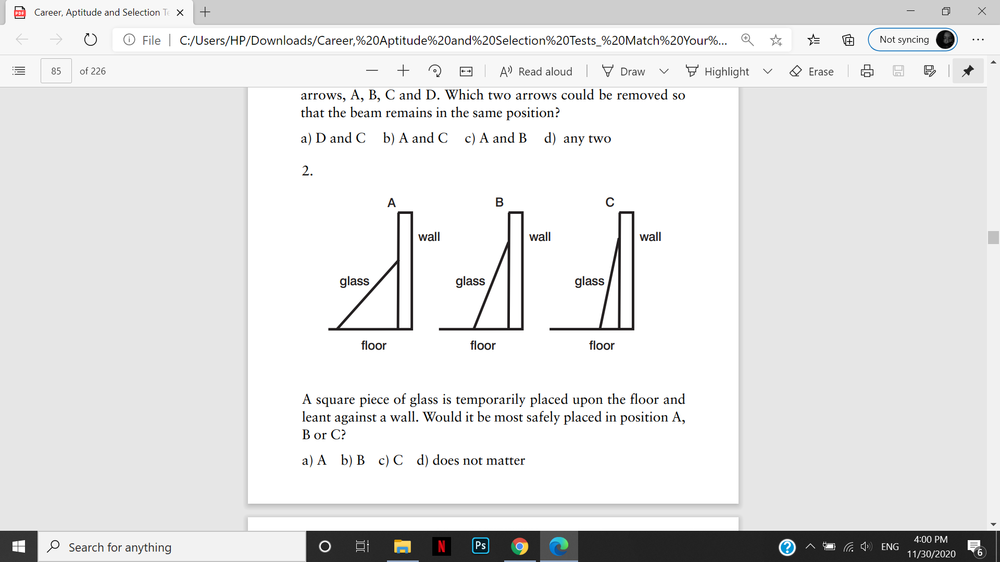 Career, Aptitude and Selection Te
File
C:/Users/HP/Downloads/Career,%20Aptitude%20and%20Selection%20Tests_%20Match%20Your%...
Not syncing
85 of 226
Read aloud
Draw
Highlight
Erase
arrows, A, B, C and D. Which two arrows could be removed so
that the beam remains in the same position?
a) D and C b) A and C c) A and B d) any two
2.
A B C
wall wall wall
glass glass glass
floor floor floor
A square piece of glass is temporarily placed upon the floor and
leant against a wall. Would it be most safely placed in position A,
B or C?
a) A b) B c) C d) does not matter
Search for anything
N
Ps
ENG
4:00 PM
11/30/2020
6